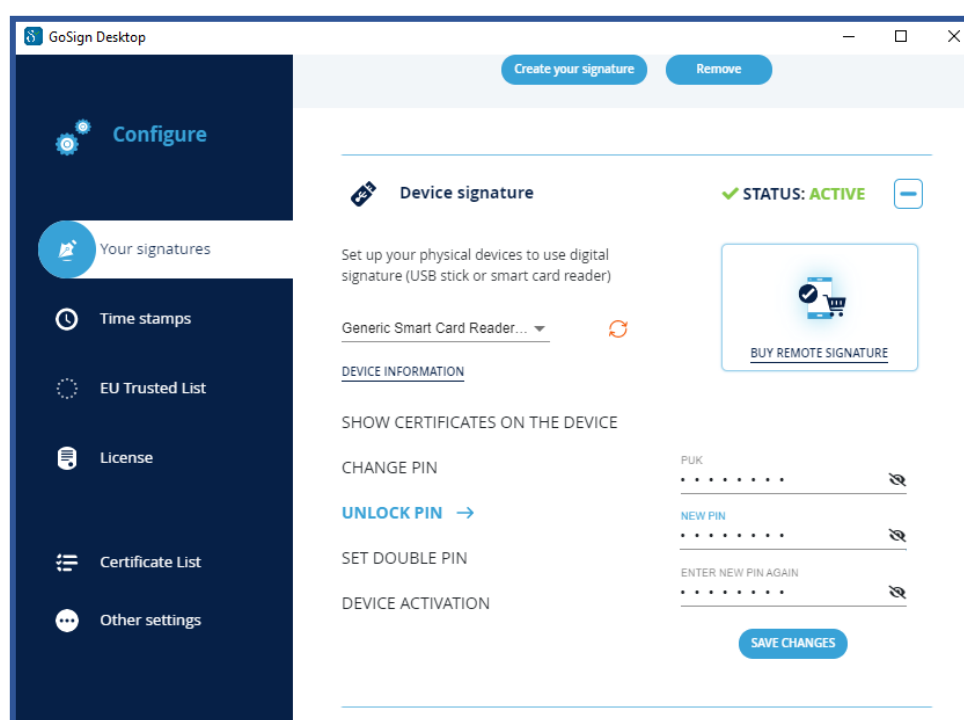 GoSign Desktop
Create your signature
Remove
Configure
Device signature
STATUS: ACTIVE
Your signatures
Set up your physical devices to use digital
signature (USB stick or smart card reader)
Time stamps
Generic Smart Card Reader...
BUY REMOTE SIGNATURE
DEVICE INFORMATION
EU Trusted List
SHOW CERTIFICATES ON THE DEVICE
License
CHANGE PIN
PUK
UNLOCK PIN →
NEW PIN
Certificate List
SET DOUBLE PIN
ENTER NEW PIN AGAIN
DEVICE ACTIVATION
Other settings
SAVE CHANGES